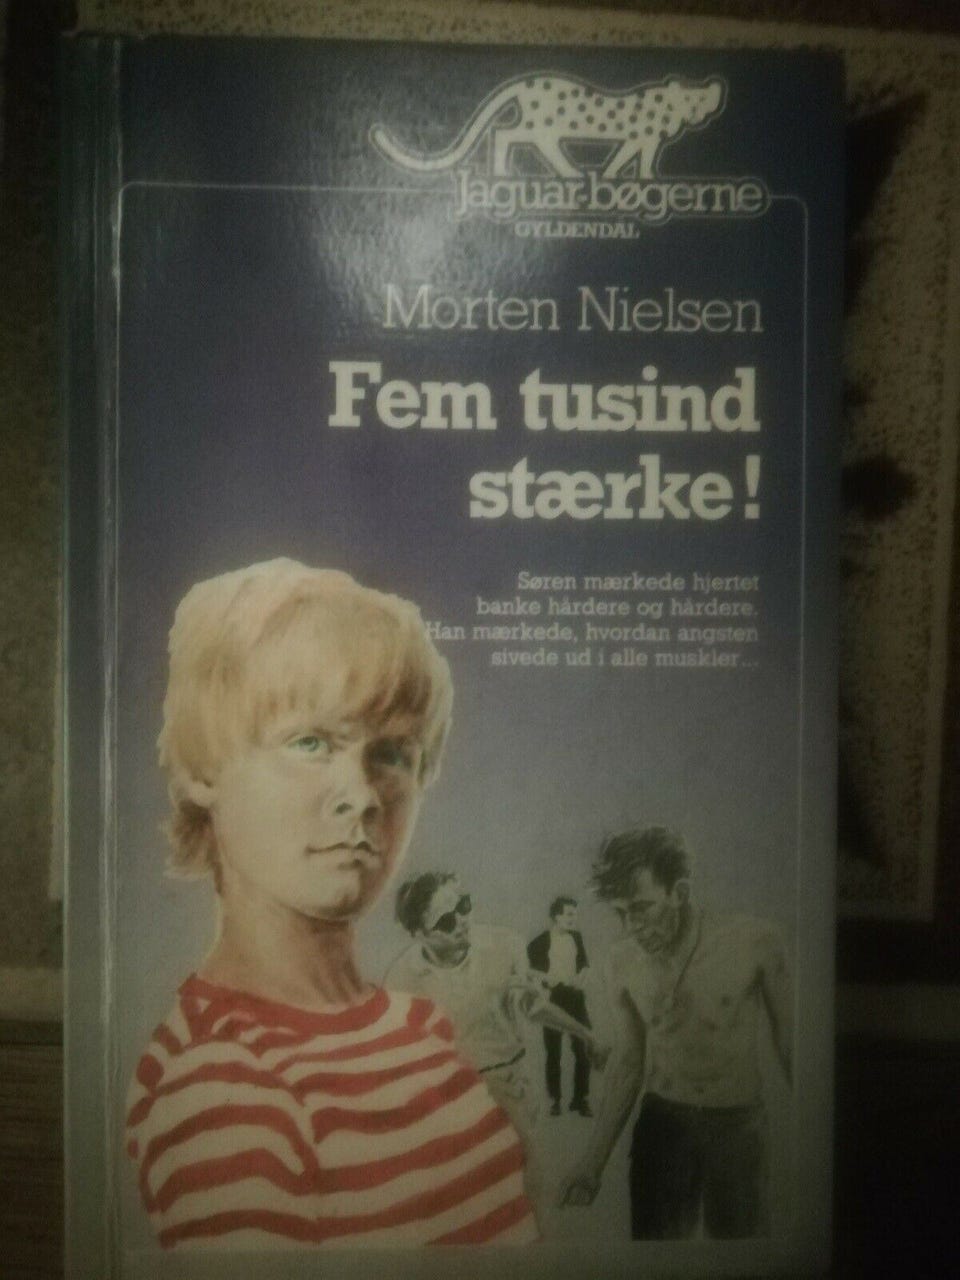 Jaguar-bøgerne
GYLDENDAL
Morten Nielsen
Fem tusind
stærke!
Søren mærkede hjertet
banke hårdere og hårdere.
Han mærkede, hvordan angsten
sivede ud i alle muskler...